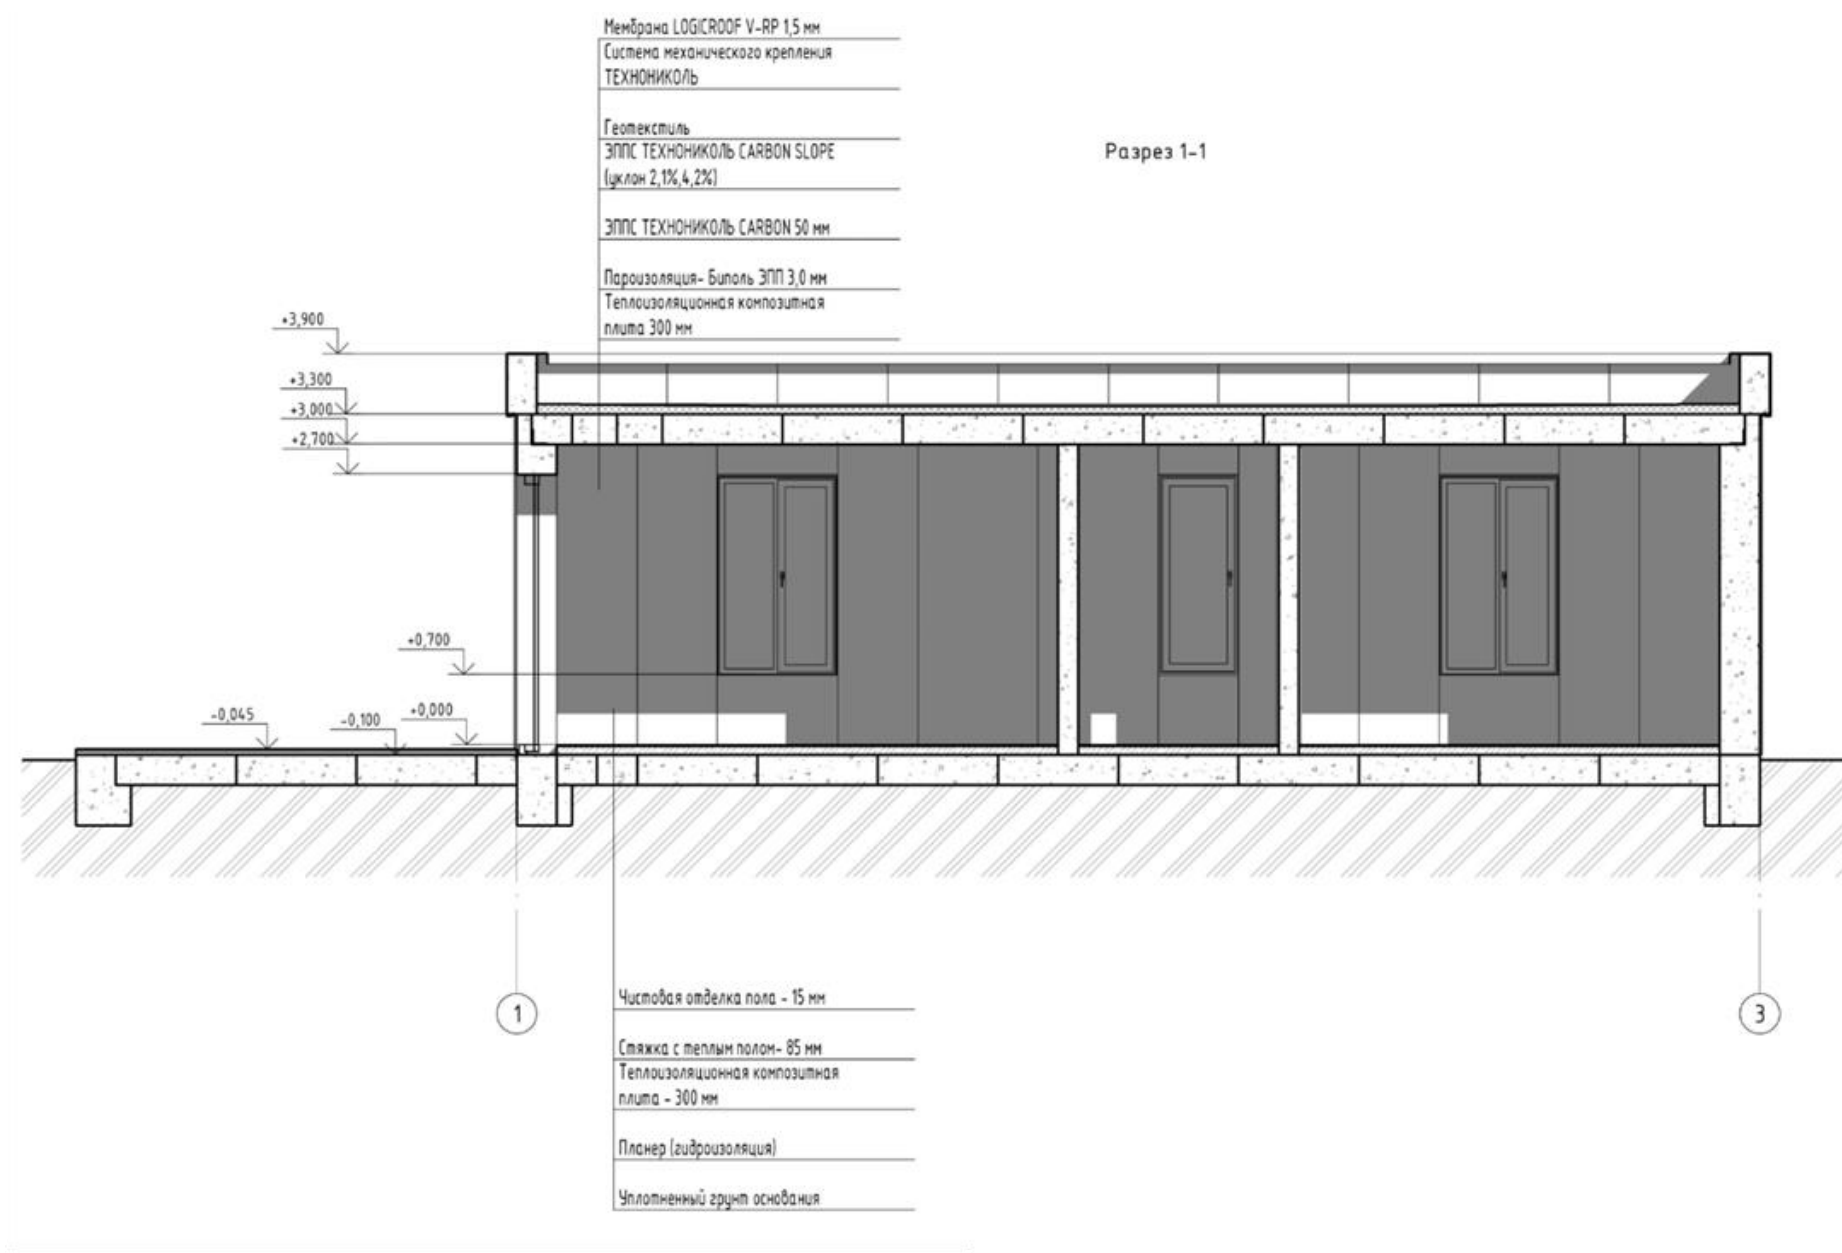 Мембрана LOGICROOF V-RP 1,5 мм
Система механического крепления
ТЕХНОНИКОЛЬ
Геотекстиль
ЭППС ТЕХНОНИКОЛЬ CARBON SLOPE
(уклон 2,1%,4,2%)
ЭППС ТЕХНОНИКОЛЬ CARBON 50 мм
Пароизоляция- Биполь ЭПП 3,0 мм
Теплоизоляционная композитная
плита 300 мм
Разрез 1-1
+3,900
+3,300
+3,000
+2,700
+0,700
+0,000
-0,045
-0,100
1
3
Чистовая отделка пола - 15 мм
Стяжка с теплым полом- 85 мм
Теплоизоляционная композитная
плита - 300 мм
Планер (гидроизоляция)
Уплотненный грунт основания